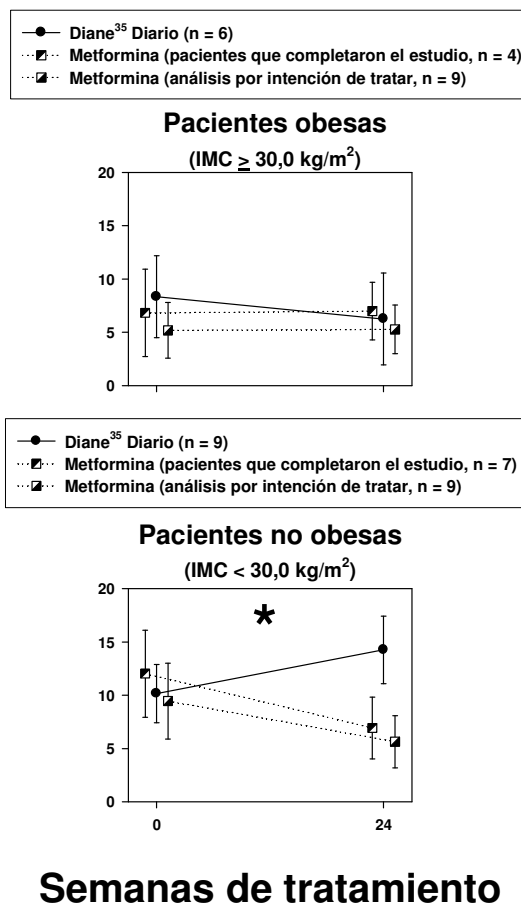 Diane35 Diario (n = 6)
Metformina (pacientes que completaron el estudio, n = 4)
Metformina (análisis por intención de tratar, n = 9)
Pacientes obesas
(IMC ≥ 30,0 kg/m2)
20
15
10
5
0
Diane35 Diario (n = 9)
Metformina (pacientes que completaron el estudio, n = 7)
Metformina (análisis por intención de tratar, n = 9)
Pacientes no obesas
(IMC < 30,0 kg/m2)
20
*
15
10
5
0
0 24
Semanas de tratamiento